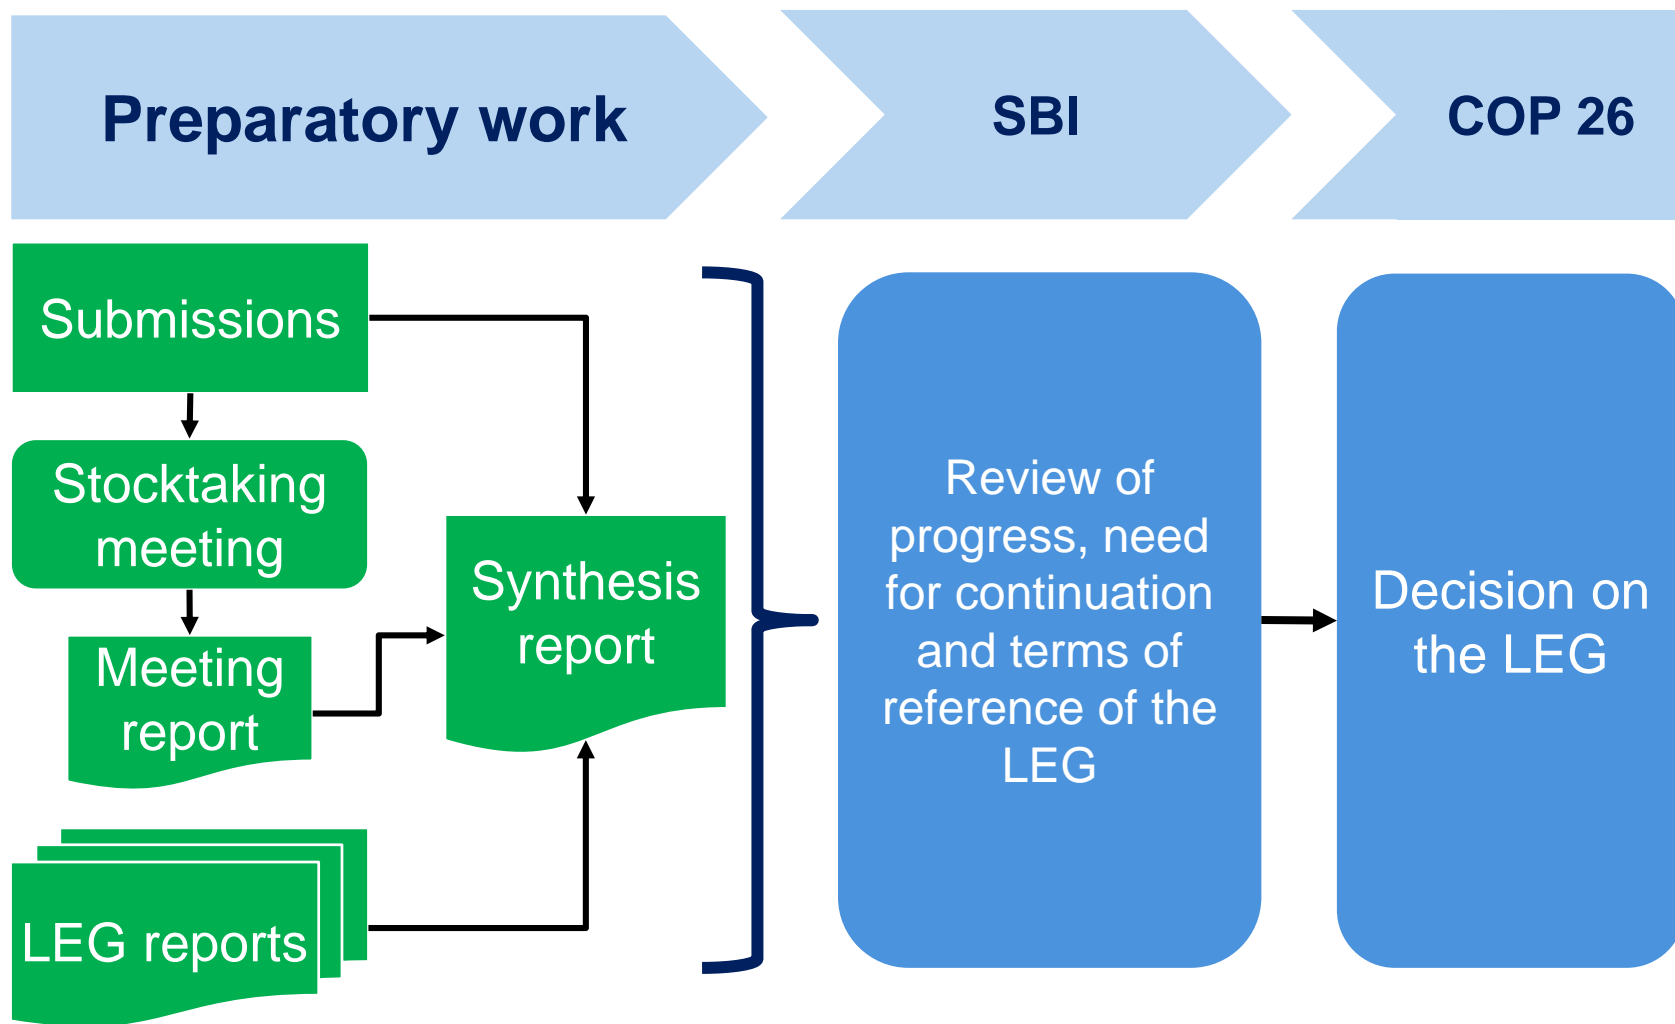 Preparatory work
SBI
COP 26
Submissions
Stocktaking
meeting
Meeting
report
LEG reports
Synthesis
report
Review of
progress, need
for continuation
and terms of
reference of the
LEG
Decision on
the LEG